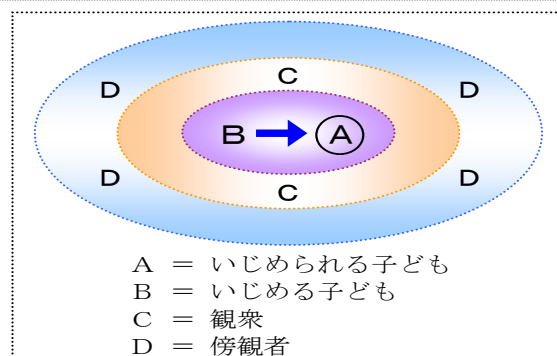 C
D D
B A
D D
C
A = いじめられる子ども
B = いじめる子ども
C = 観衆
D = 傍観者